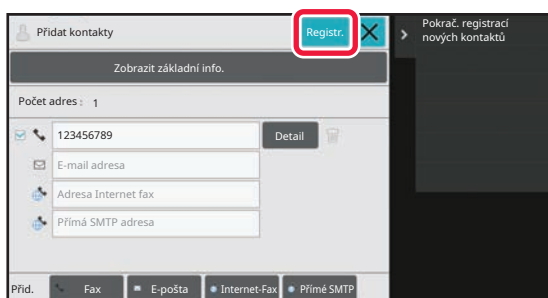 Přidat kontakty
Registr.
Pokrač. registrací
nových kontaktů
Zobrazit základní info.
Počet adres : 1
123456789
Detail
E-mail adresa
Adresa Internet fax
Přímá SMTP adresa
Přid.
Fax
E-pošta
Internet-Fax
Přímé SMTP